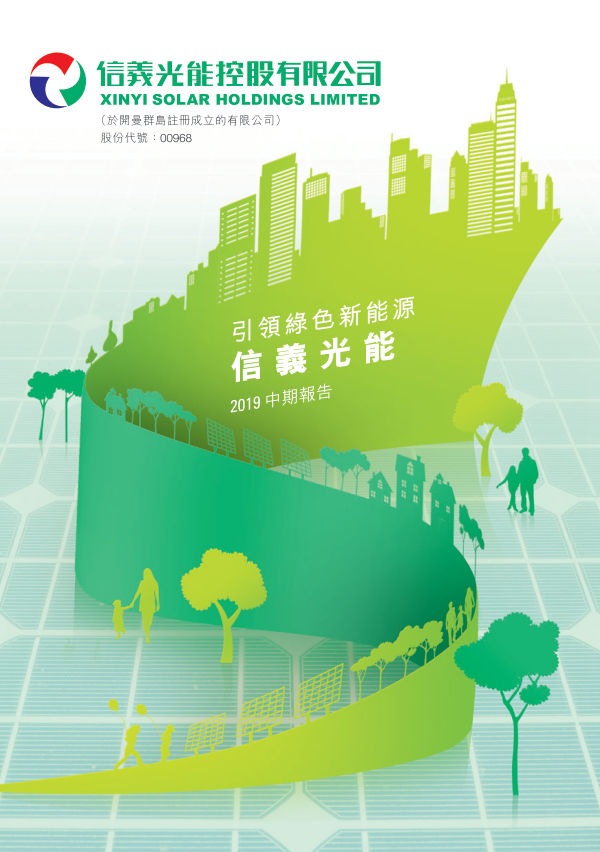 信義光能控股有限公司
XINYI SOLAR HOLDINGS LIMITED
（於開曼群島註冊成立的有限公司）
股份代號：00968
引領綠色新能源
信義光能
2019 中期報告